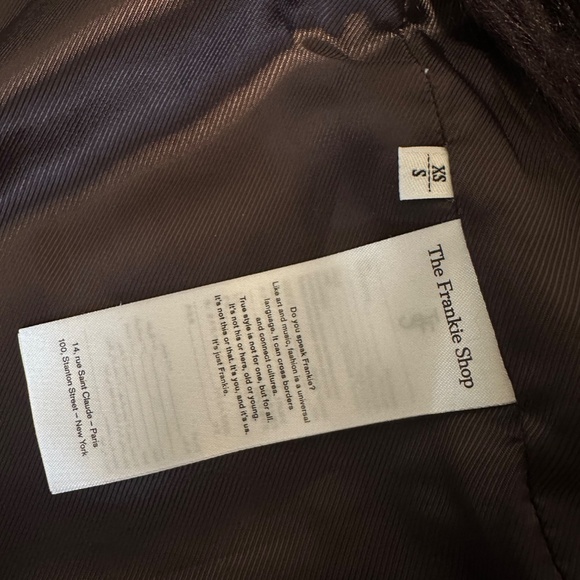 XS
S
The Frankie Shop
Do you speak Frankie?
Like art and music, fashion is a universal
language. It can cross borders
and connect cultures.
True style is not for one, but for all.
It's not his or hers, old or young.
It's not this or that. It's you, and it's us.
It's just Frankie.
14, rue Saint Claude – Paris
100, Stanton Street – New York